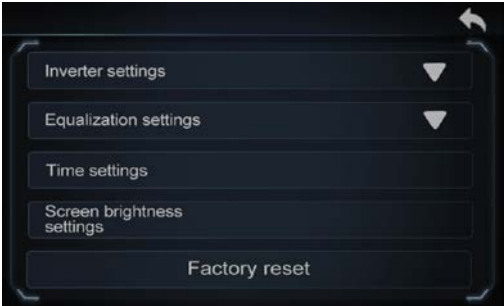 Inverter settings
Equalization settings
Time settings
Screen brightness
settings
Factory reset